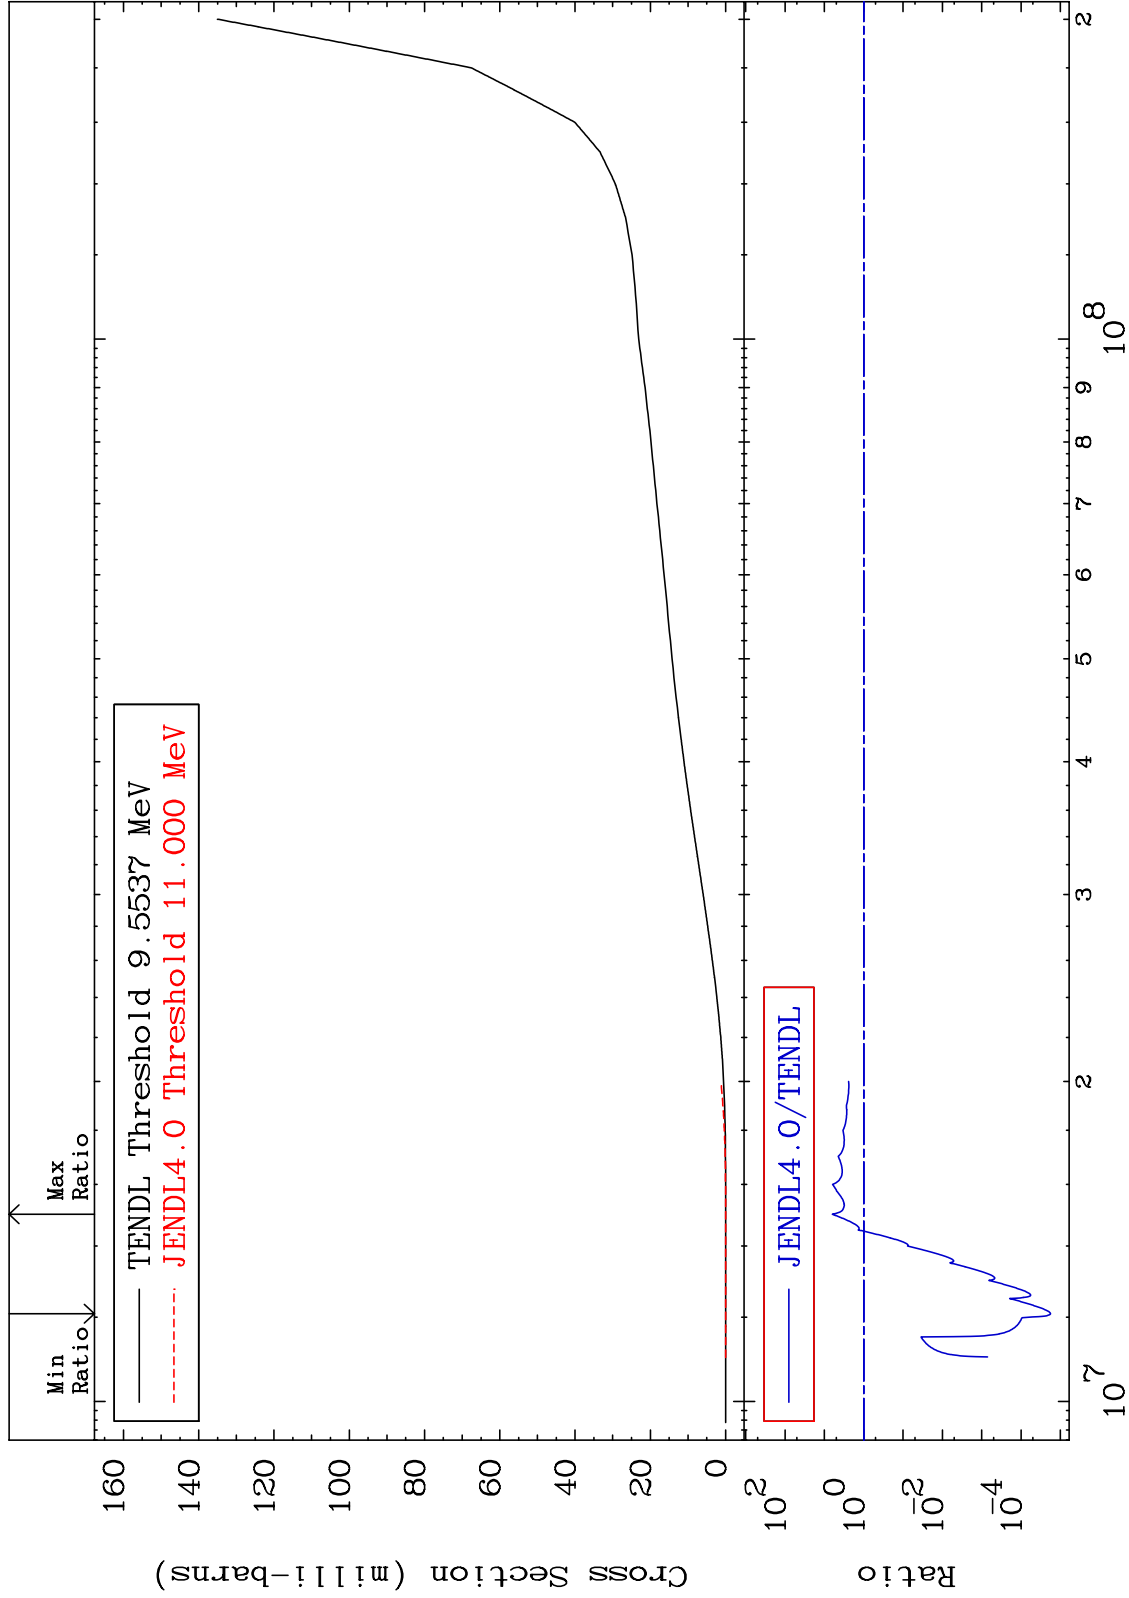 Min
Ratio
Max
Ratio
TENDL Threshold 9.5537 MeV
JENDL4.0 Threshold 11.000 MeV
Cross Section (milli-barns)
160
140
120
100
80
60
40
20
0
JENDL4.0/TENDL
Ratio
10^2
10^0
10^-2
10^-4
10^7
2
3
4
5
6
7
8
9
10^8
2